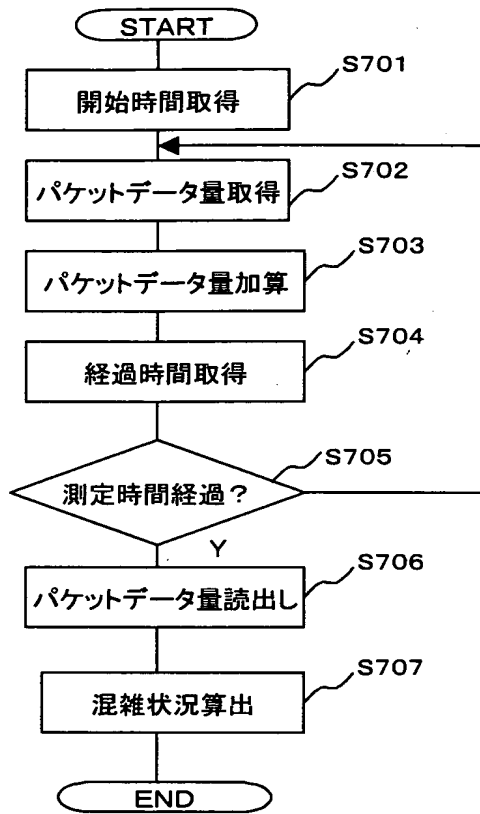 START
S701
開始時間取得
S702
パケットデータ量取得
S703
パケットデータ量加算
S704
経過時間取得
S705
測定時間経過?
Y
S706
パケットデータ量読出し
S707
混雑状況算出
END